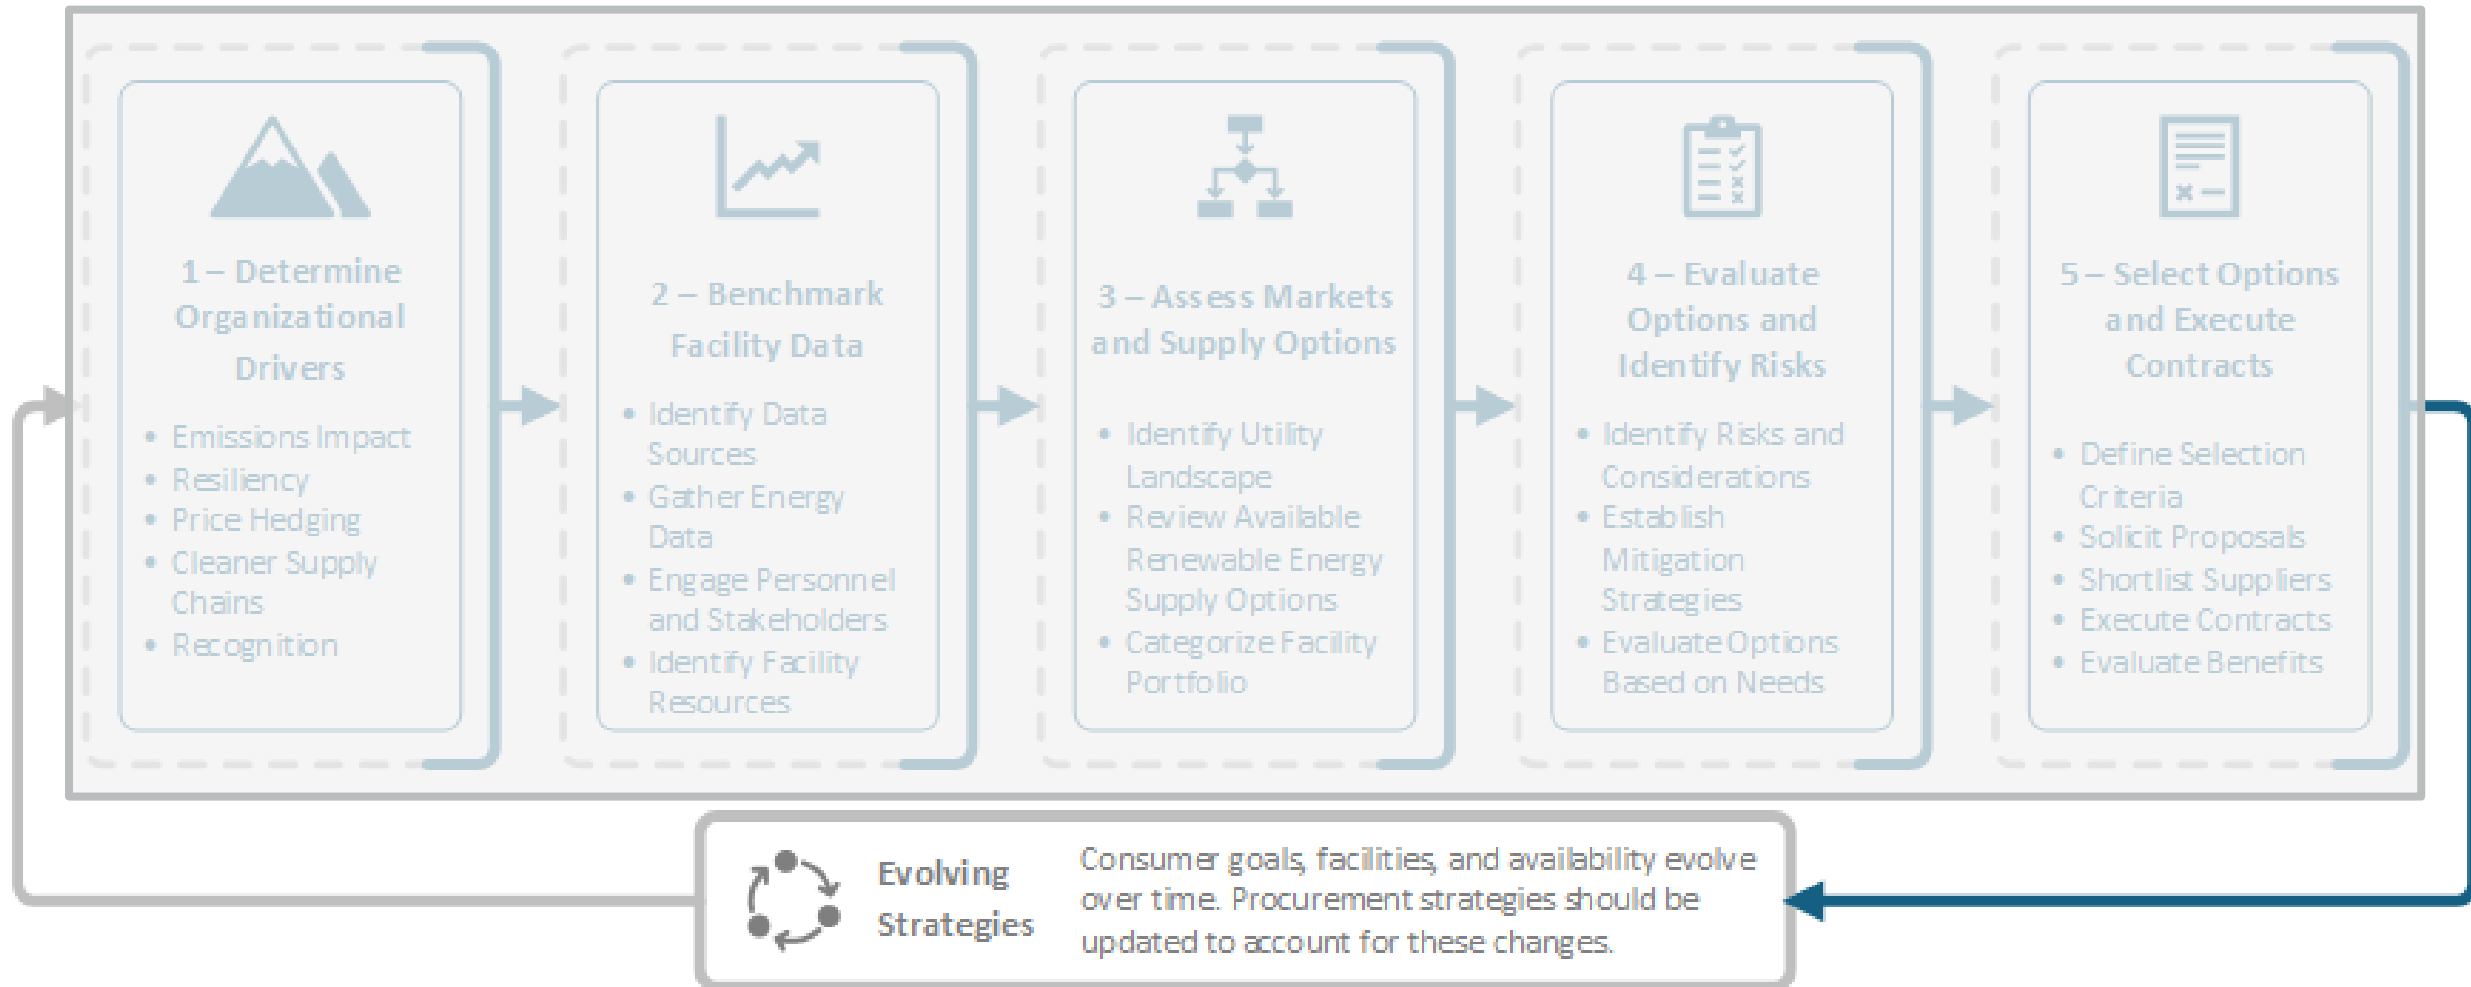 1 – Determine
Organizational
Drivers
• Emissions Impact
• Resiliency
• Price Hedging
• Cleaner Supply
Chains
• Recognition
2 – Benchmark
Facility Data
• Identify Data
Sources
• Gather Energy
Data
• Engage Personnel
and Stakeholders
• Identify Facility
Resources
3 – Assess Markets
and Supply Options
• Identify Utility
Landscape
• Review Available
Renewable Energy
Supply Options
• Categorize Facility
Portfolio
4 – Evaluate
Options and
Identify Risks
• Identify Risks and
Considerations
• Establish
Mitigation
Strategies
• Evaluate Options
Based on Needs
5 – Select Options
and Execute
Contracts
• Define Selection
Criteria
• Solicit Proposals
• Shortlist Suppliers
• Execute Contracts
• Evaluate Benefits
Evolving
Strategies
Consumer goals, facilities, and availability evolve
over time. Procurement strategies should be
updated to account for these changes.